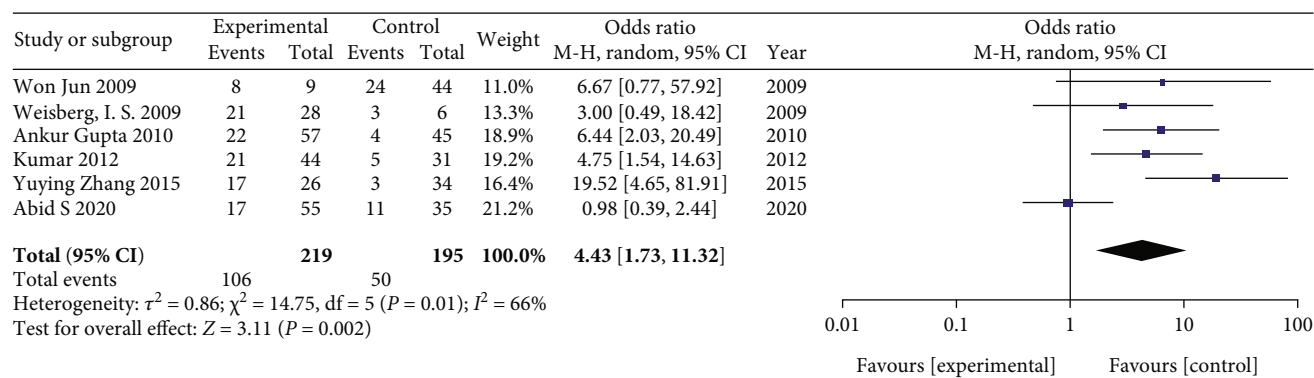 Study or subgroup Experimental Control Weight Odds ratio Year Odds ratio
Events Total Events Total M-H, random, 95% CI M-H, random, 95% CI
Won Jun 2009 8 9 24 44 11.0% 6.67 [0.77, 57.92] 2009
Weisberg, I. S. 2009 21 28 3 6 13.3% 3.00 [0.49, 18.42] 2009
Ankur Gupta 2010 22 57 4 45 18.9% 6.44 [2.03, 20.49] 2010
Kumar 2012 21 44 5 31 19.2% 4.75 [1.54, 14.63] 2012
Yuying Zhang 2015 17 26 3 34 16.4% 19.52 [4.65, 81.91] 2015
Abid S 2020 17 55 11 35 21.2% 0.98 [0.39, 2.44] 2020
Total (95% CI) 219 195 100.0% 4.43 [1.73, 11.32]
Total events 106 50
Heterogeneity: τ² = 0.86; χ² = 14.75, df = 5 (P = 0.01); I² = 66%
Test for overall effect: Z = 3.11 (P = 0.002)
0.01 0.1 1 10 100
Favours [experimental] Favours [control]